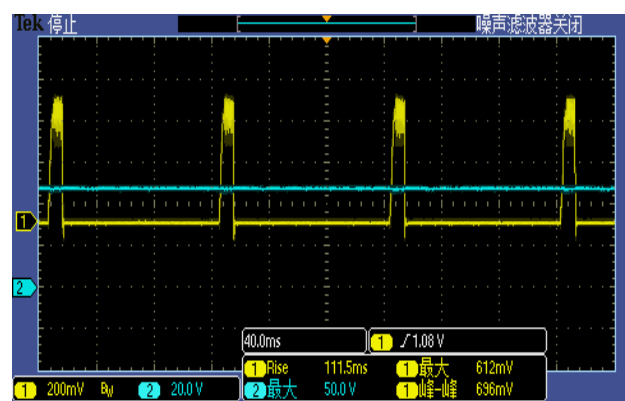 Tek 停止 噪声滤波器关闭
1
2
40.0ms 1 ⁄ 1.08 V
1 Rise 111.5ms 1 最大 612mV
1 200mV BW 2 20.0 V 2 最大 50.0 V 1 峰-峰 696mV